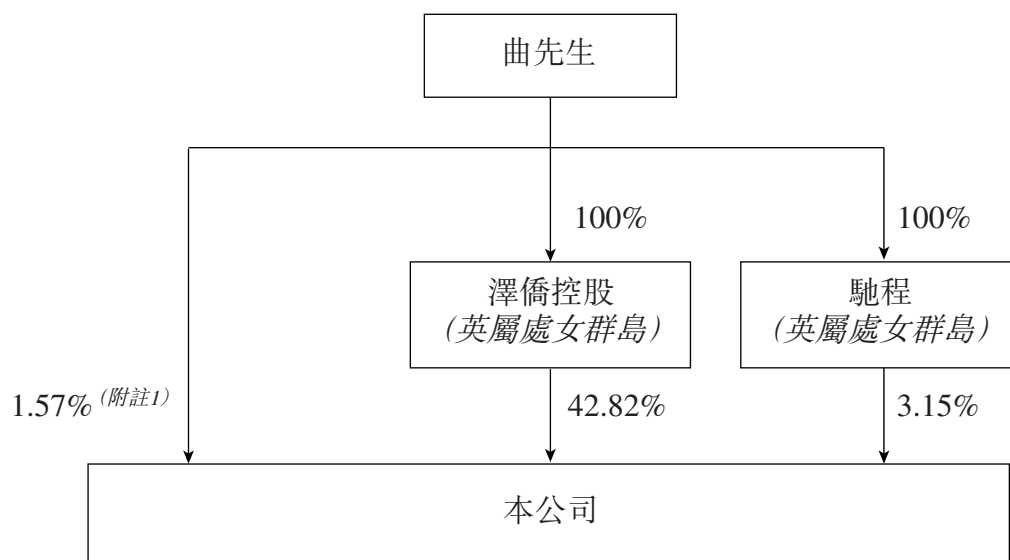 曲先生
100%
100%
澤僑控股
(英屬處女群島)
馳程
(英屬處女群島)
1.57% (附註1)
42.82%
3.15%
本公司